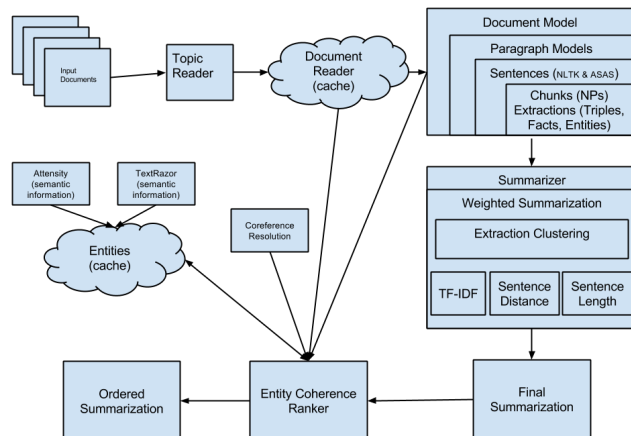 Input
Documents
Topic
Reader
Document
Reader
(cache)
Document Model
Paragraph Models
Sentences (NLTK & ASAS)
Chunks (NPs)
Extractions (Triples,
Facts, Entities)
Attensity
(semantic
information)
TextRazor
(semantic
information)
Entities
(cache)
Coreference
Resolution
Summarizer
Weighted Summarization
Extraction Clustering
TF-IDF
Sentence
Distance
Sentence
Length
Ordered
Summarization
Entity Coherence
Ranker
Final
Summarization